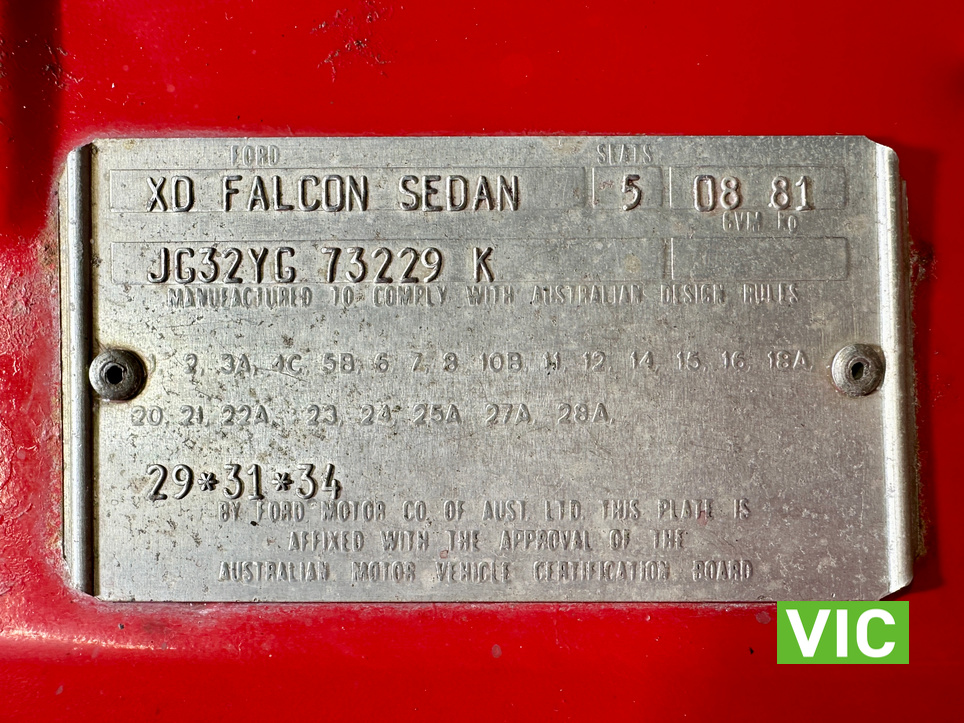 FORD SEATS
XD FALCON SEDAN 5 08 81
GVM kg
JG32YG 73229 K
MANUFACTURED TO COMPLY WITH AUSTRALIAN DESIGN RULES
2, 3A, 4C, 5B, 6 7, 8 10B, 11, 12, 14, 15, 16, 18A,
20, 21, 22A, 23, 24, 25A 27A, 28A,
29*31*34
BY FORD MOTOR CO. OF AUST. LTD. THIS PLATE IS
AFFIXED WITH THE APPROVAL OF THE
AUSTRALIAN MOTOR VEHICLE CERTIFICATION BOARD
VIC